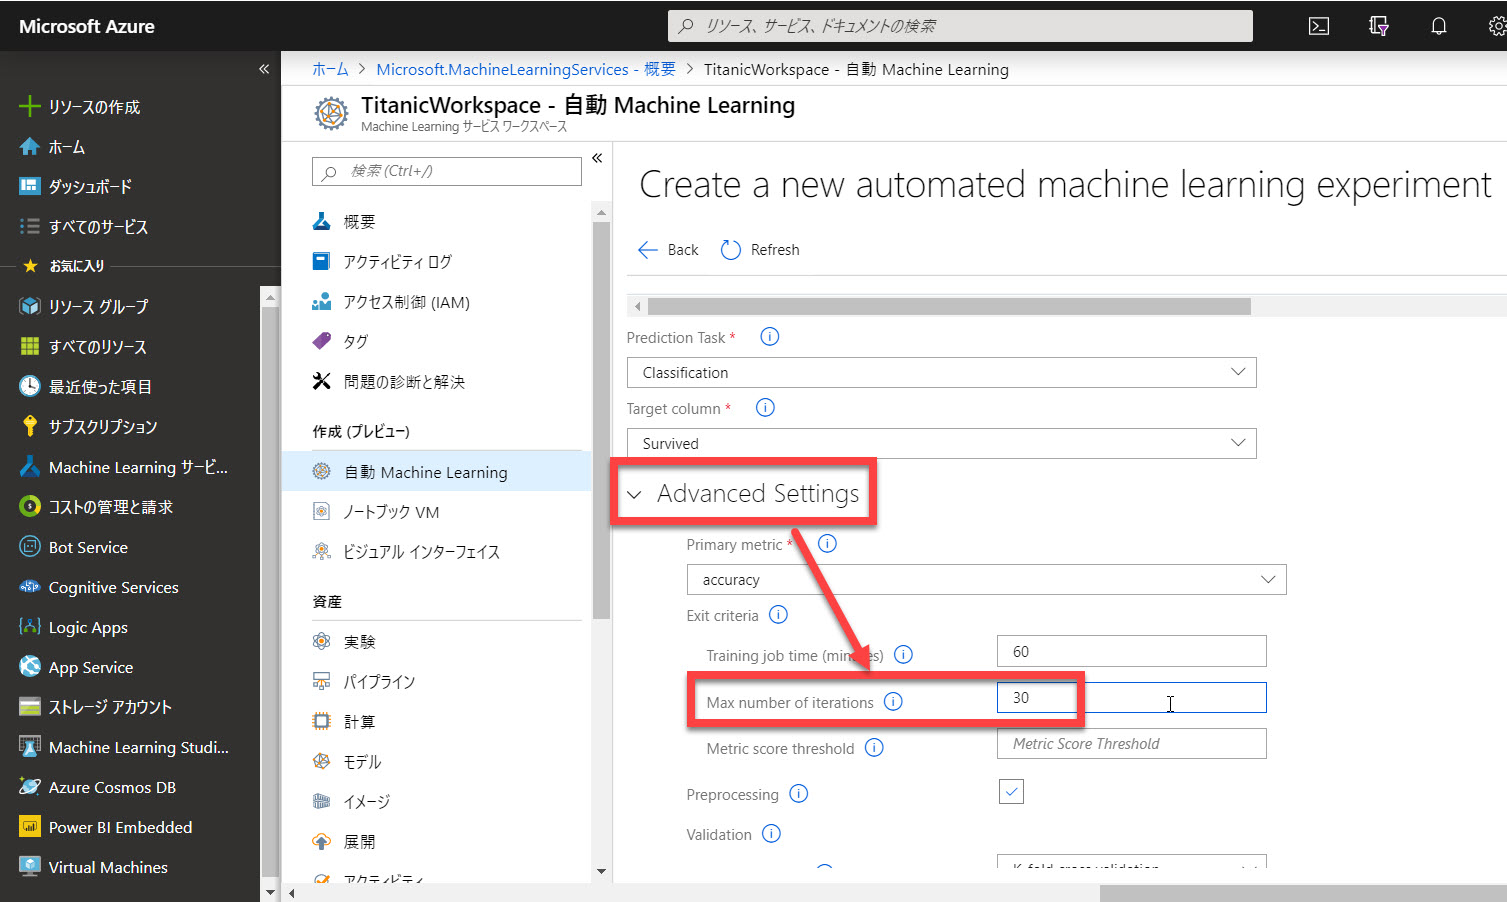 Microsoft Azure
リソース、サービス、ドキュメントの検索
«
リソースの作成
ホーム
ダッシュボード
すべてのサービス
お気に入り
リソース グループ
すべてのリソース
最近使った項目
サブスクリプション
Machine Learning サービ...
コストの管理と請求
Bot Service
Cognitive Services
Logic Apps
App Service
ストレージ アカウント
Machine Learning Studi...
Azure Cosmos DB
Power BI Embedded
Virtual Machines
ホーム > Microsoft.MachineLearningServices - 概要 > TitanicWorkspace - 自動 Machine Learning
TitanicWorkspace - 自動 Machine Learning
Machine Learning サービス ワークスペース
検索 (Ctrl+/)
«
概要
アクティビティ ログ
アクセス制御 (IAM)
タグ
問題の診断と解決
作成 (プレビュー)
自動 Machine Learning
ノートブック VM
ビジュアル インターフェイス
資産
実験
パイプライン
計算
モデル
イメージ
展開
アクティビティ
Create a new automated machine learning experiment
Back
Refresh
Prediction Task *
Classification
Target column *
Survived
Advanced Settings
Primary metric *
accuracy
Exit criteria
Training job time (minutes)
60
Max number of iterations
30
Metric score threshold
Metric Score Threshold
Preprocessing
Validation
K-fold cross validation